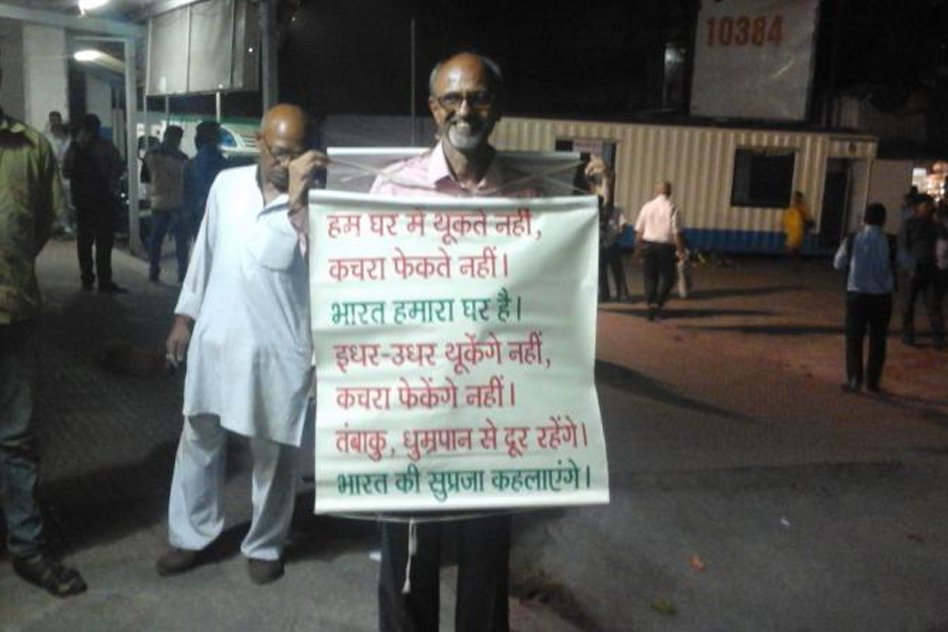 10384
हम घर में थूकते नहीं,
कचरा फेकते नहीं।
भारत हमारा घर है।
इधर-उधर थूकेंगे नहीं,
कचरा फेकेंगे नहीं।
तंबाकु, धुम्रपान से दूर रहेंगे।
भारत की सुप्रजा कहलाएंगे।